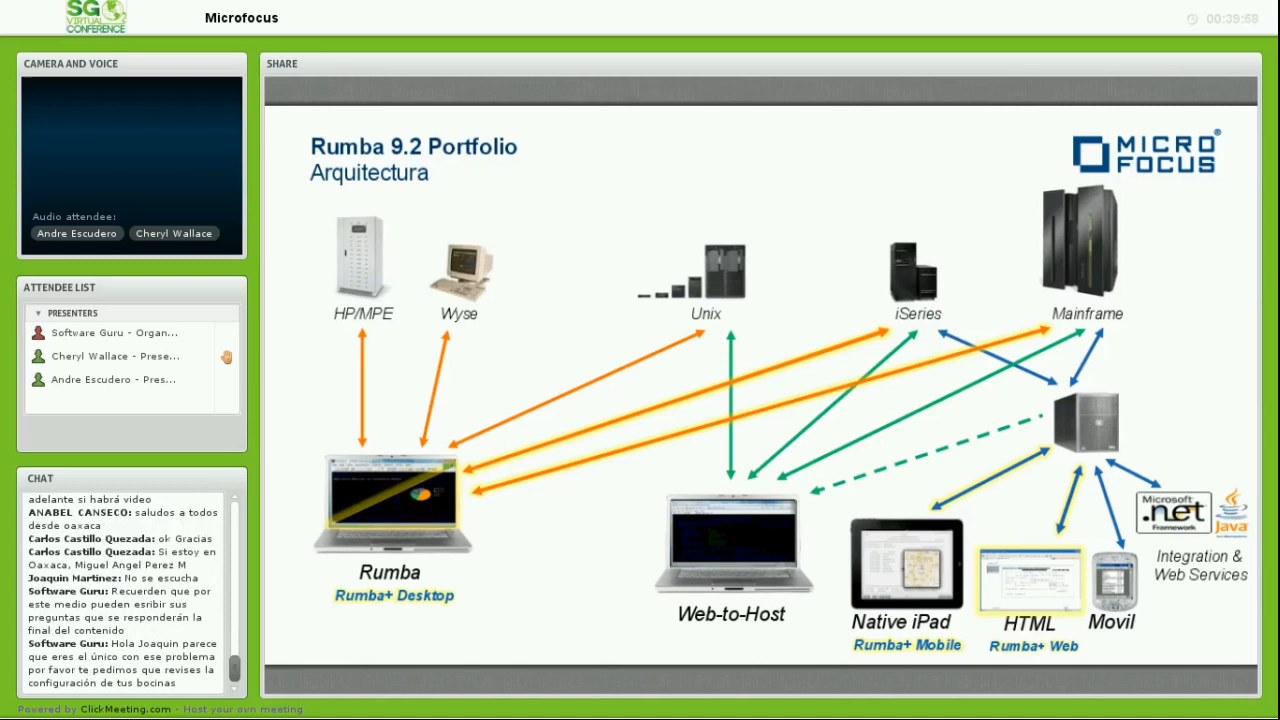 SG
VIRTUAL
CONFERENCE
Microfocus
00:39:58
CAMERA AND VOICE
Audio attendee:
Andre Escudero
Cheryl Wallace
ATTENDEE LIST
PRESENTERS
Software Guru - Organ...
Cheryl Wallace - Prese...
Andre Escudero - Pres...
CHAT
adelante si habrá video
ANABEL CANSECO: saludos a todos
desde oaxaca
Carlos Castillo Quezada: ok Gracias
Carlos Castillo Quezada: Si estoy en
Oaxaca, Miguel Angel Perez M
Joaquin Martinez: No se escucha
Software Guru: Recuerden que por
este medio pueden esribir sus
preguntas que se responderán la
final del contenido
Software Guru: Hola Joaquin parece
que eres el único con ese problema
por favor te pedimos que revises la
configuración de tus bocinas
SHARE
Rumba 9.2 Portfolio
Arquitectura
MICRO
FOCUS
HP/MPE
Wyse
Unix
iSeries
Mainframe
Rumba
Rumba+ Desktop
Web-to-Host
Native iPad
Rumba+ Mobile
HTML
Rumba+ Web
Movil
Microsoft
.net
Framework
Java
Integration &
Web Services
Powered by ClickMeeting.com - Host your own meeting